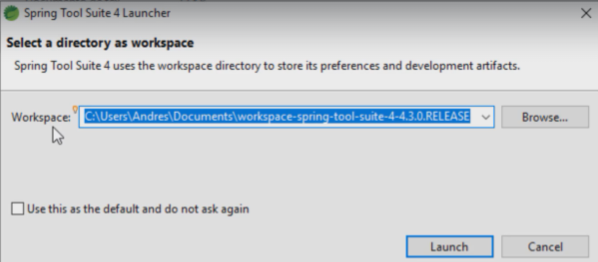 Spring Tool Suite 4 Launcher
Select a directory as workspace
Spring Tool Suite 4 uses the workspace directory to store its preferences and development artifacts.
Workspace: C:\Users\Andres\Documents\workspace-spring-tool-suite-4-4.3.0.RELEASE Browse...
Use this as the default and do not ask again
Launch Cancel